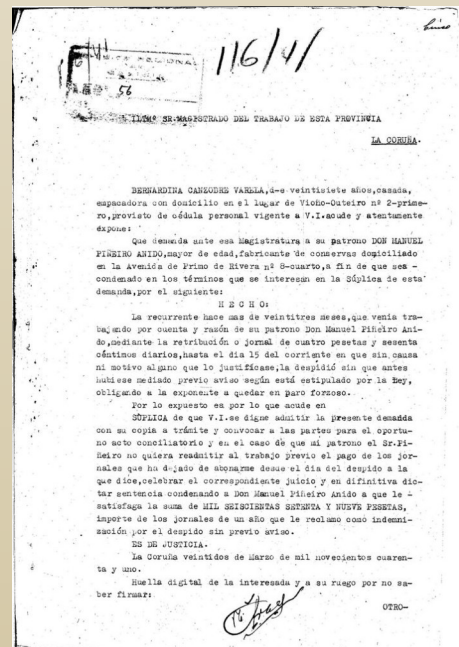 116/41
56
ILTMº SR.MAGISTRADO DEL TRABAJO DE ESTA PROVINCIA
LA CORUÑA.
BERNARDINA CANZOBRE VARELA,d-e veintisiete años,casada,
empacadora con domicilio en el lugar de Vioño-Outeiro nº 2-prime-
ro,provisto de cédula personal vigente a V.I.acude y atentamente
expone:
Que demanda ante esa Magistratura a su patrono DON MANUEL
PIÑEIRO ANIDO,mayor de edad,fabricante de conservas domiciliado
en la Avenida de Primo de Rivera nº 8-cuarto,a fin de que sea -
condenado en los términos que se interesan en la Súplica de esta
demanda,por el siguiente:
H E C H O:
La recurrente hace mas de veintitres meses,que venía tra-
bajando por cuenta y razón de su patrono Don Manuel Piñeiro Ani-
do,mediante la retribución o jornal de cuatro pesetas y sesenta
céntimos diarios,hasta el dia 15 del corriente en que sin causa
ni motivo alguno que lo justificase,la despidió sin que antes
hubiese mediado previo aviso según está estipulado por la Ley,
obligando a la exponente a quedar en paro forzoso.
Por lo expuesto es por lo que acude en
SÚPLICA de que V.I.se digne admitir la presente demanda
con su copia a trámite y convocar a las partes para el oportu-
no acto conciliatorio y en el caso de que mi patrono el Sr.Pi-
ñeiro no quiera readmitir al trabajo previo el pago de los jor-
nales que ha dejado de abonarme desde el dia del despido a la
que dice,celebrar el correspondiente juicio y en difinitiva dic-
tar sentencia condenando a Don Manuel Piñeiro Anido a que le -
satisfaga la suma de MIL SEISCIENTAS SETENTA Y NUEVE PESETAS,
importe de los jornales de un año que le reclamo como indemni-
zación por el despido sin previo aviso.
ES DE JUSTICIA.
La Coruña veintidos de Marzo de mil novecientos cuaren-
ta y uno.
Huella digital de la interesada y a su ruego por no sa-
ber firmar:
OTRO-